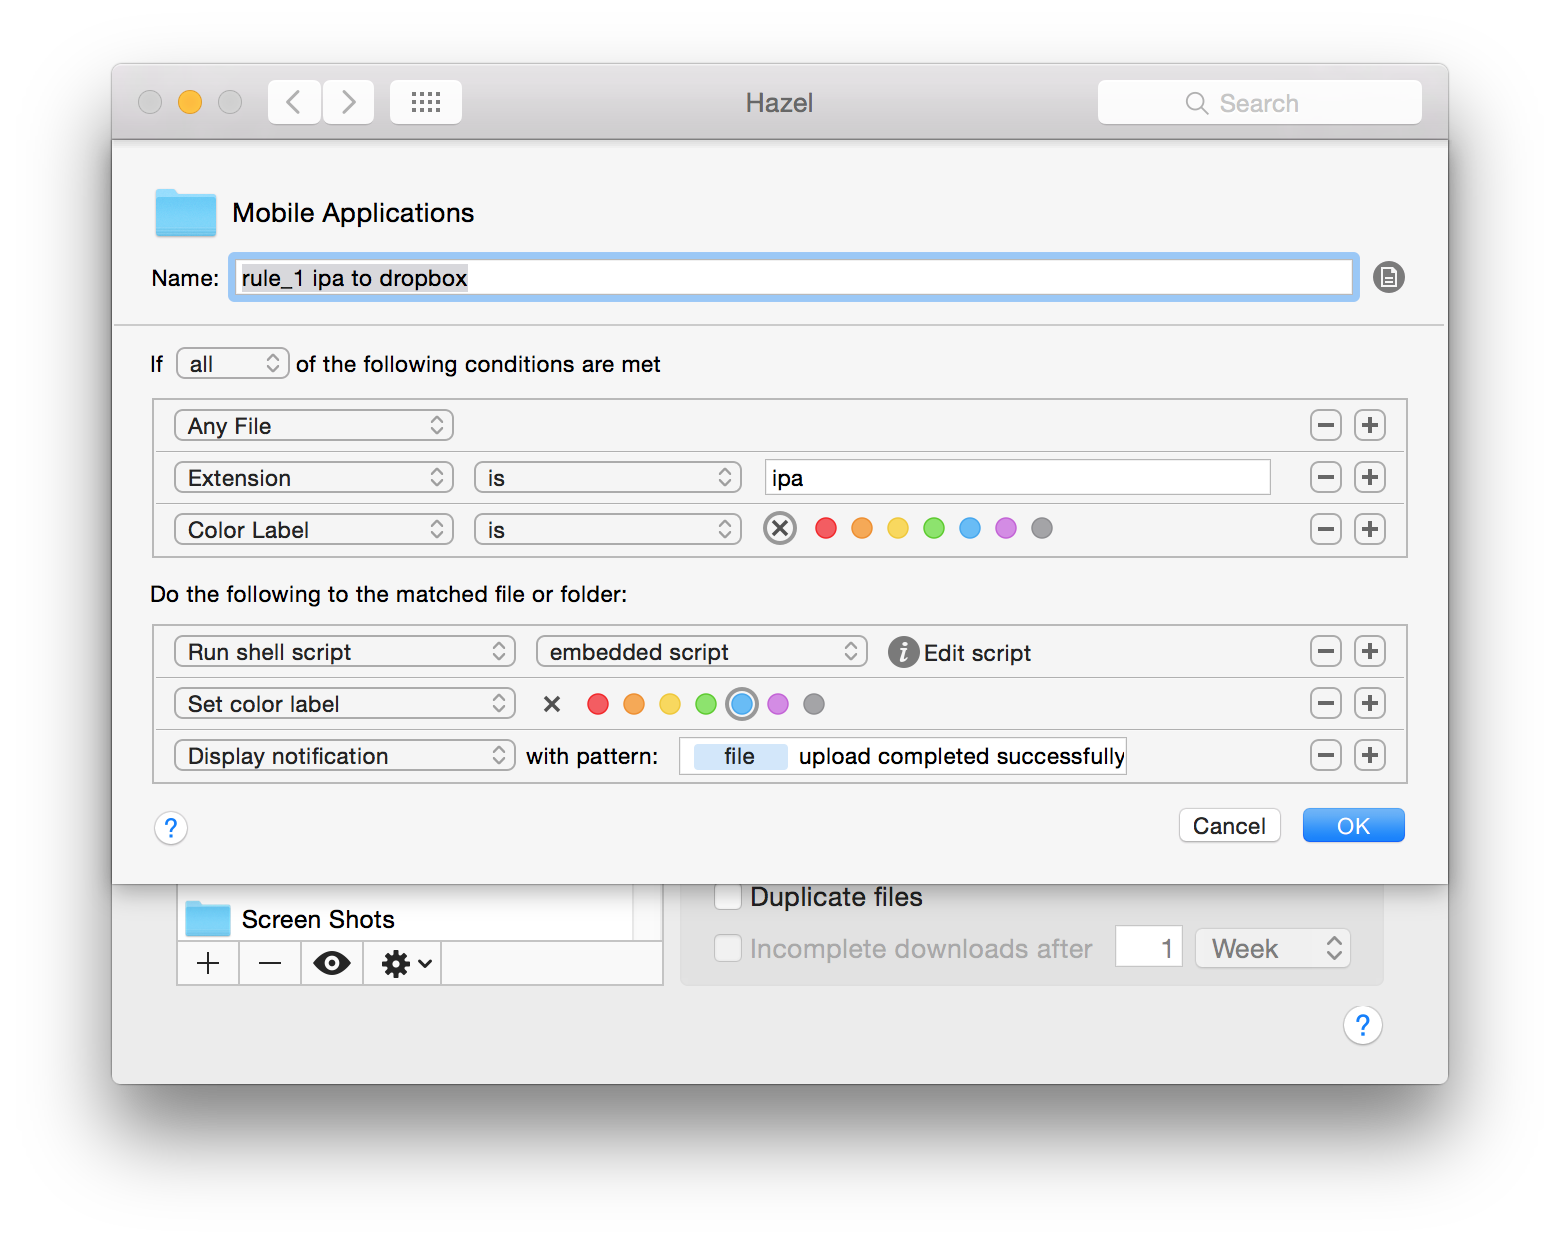 Hazel
Search
Mobile Applications
Name: rule_1 ipa to dropbox
If all of the following conditions are met
Any File
Extension is ipa
Color Label is
Do the following to the matched file or folder:
Run shell script embedded script i Edit script
Set color label
Display notification with pattern: file upload completed successfully
? Cancel OK
Duplicate files
Screen Shots
Incomplete downloads after 1 Week
?